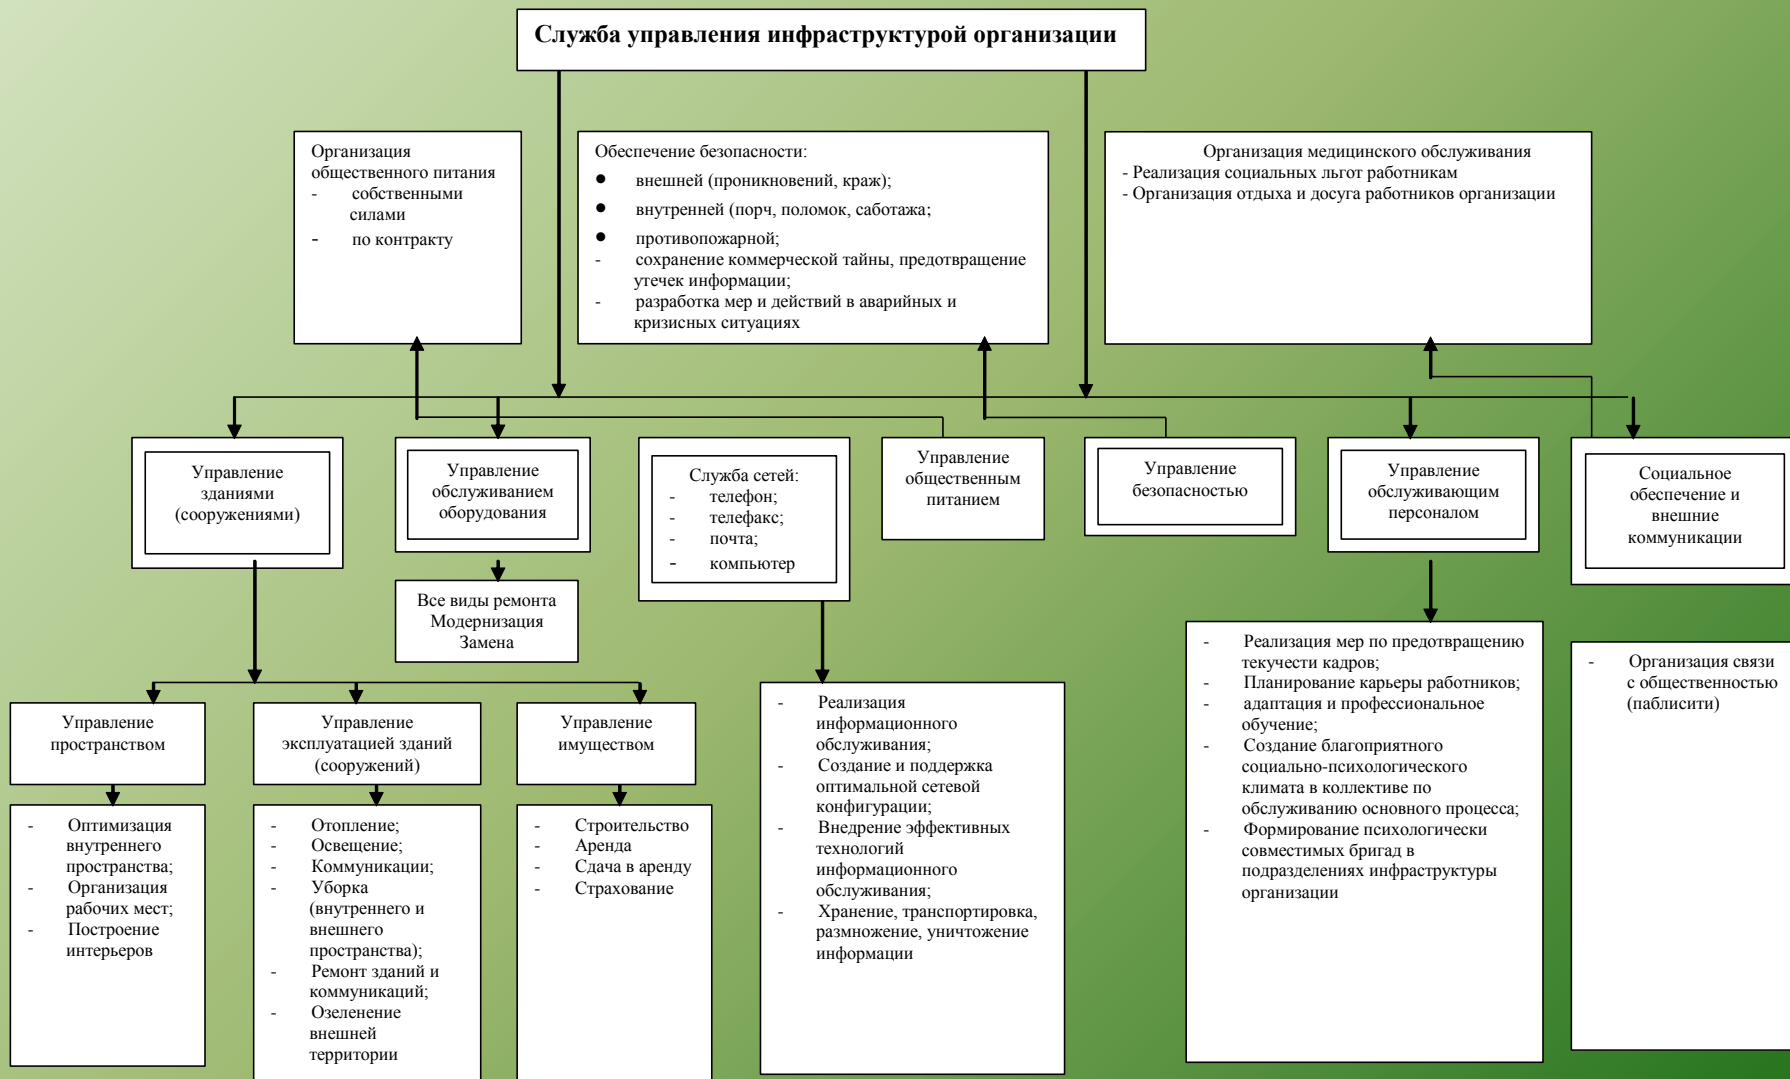 Служба управления инфраструктурой организации
Организация
общественного питания
- собственными
силами
- по контракту
Обеспечение безопасности:
● внешней (проникновений, краж);
● внутренней (порч, поломок, саботажа;
● противопожарной;
- сохранение коммерческой тайны, предотвращение
утечек информации;
- разработка мер и действий в аварийных и
кризисных ситуациях
Организация медицинского обслуживания
- Реализация социальных льгот работникам
- Организация отдыха и досуга работников организации
Управление
зданиями
(сооружениями)
Управление
обслуживанием
оборудования
Служба сетей:
- телефон;
- телефакс;
- почта;
- компьютер
Управление
общественным
питанием
Управление
безопасностью
Управление
обслуживающим
персоналом
Социальное
обеспечение и
внешние
коммуникации
Все виды ремонта
Модернизация
Замена
Управление
пространством
Управление
эксплуатацией зданий
(сооружений)
Управление
имуществом
- Оптимизация
внутреннего
пространства;
- Организация
рабочих мест;
- Построение
интерьеров
- Отопление;
- Освещение;
- Коммуникации;
- Уборка
(внутреннего и
внешнего
пространства);
- Ремонт зданий и
коммуникаций;
- Озеленение
внешней
территории
- Строительство
- Аренда
- Сдача в аренду
- Страхование
- Реализация
информационного
обслуживания;
- Создание и поддержка
оптимальной сетевой
конфигурации;
- Внедрение эффективных
технологий
информационного
обслуживания;
- Хранение, транспортировка,
размножение, уничтожение
информации
- Реализация мер по предотвращению
текучести кадров;
- Планирование карьеры работников;
- адаптация и профессиональное
обучение;
- Создание благоприятного
социально-психологического
климата в коллективе по
обслуживанию основного процесса;
- Формирование психологически
совместимых бригад в
подразделениях инфраструктуры
организации
- Организация связи
с общественностью
(паблисити)